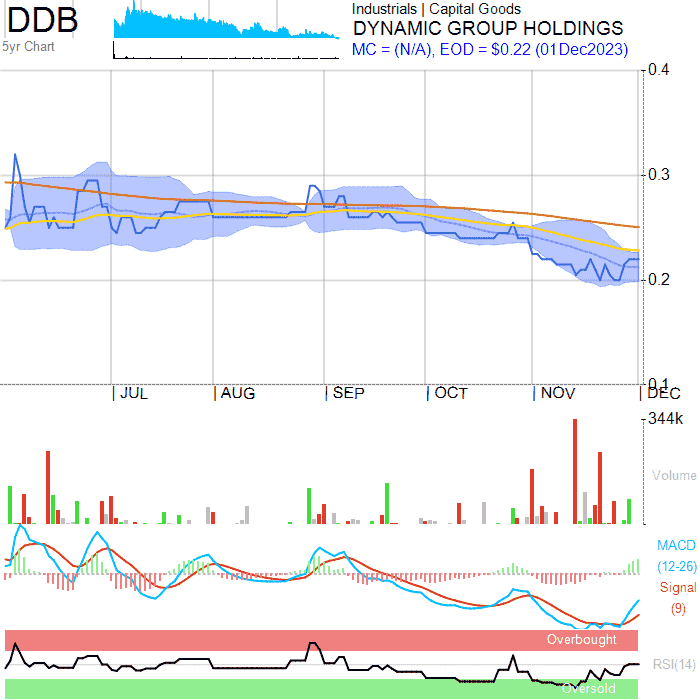 DDB
5yr Chart
Industrials | Capital Goods
DYNAMIC GROUP HOLDINGS
MC = (N/A), EOD = $0.22 (01Dec2023)
0.4
0.3
0.2
0.1
| JUL | AUG | SEP | OCT | NOV | DEC
344k
Volume
MACD
(12-26)
Signal
(9)
Overbought
RSI(14)
Oversold